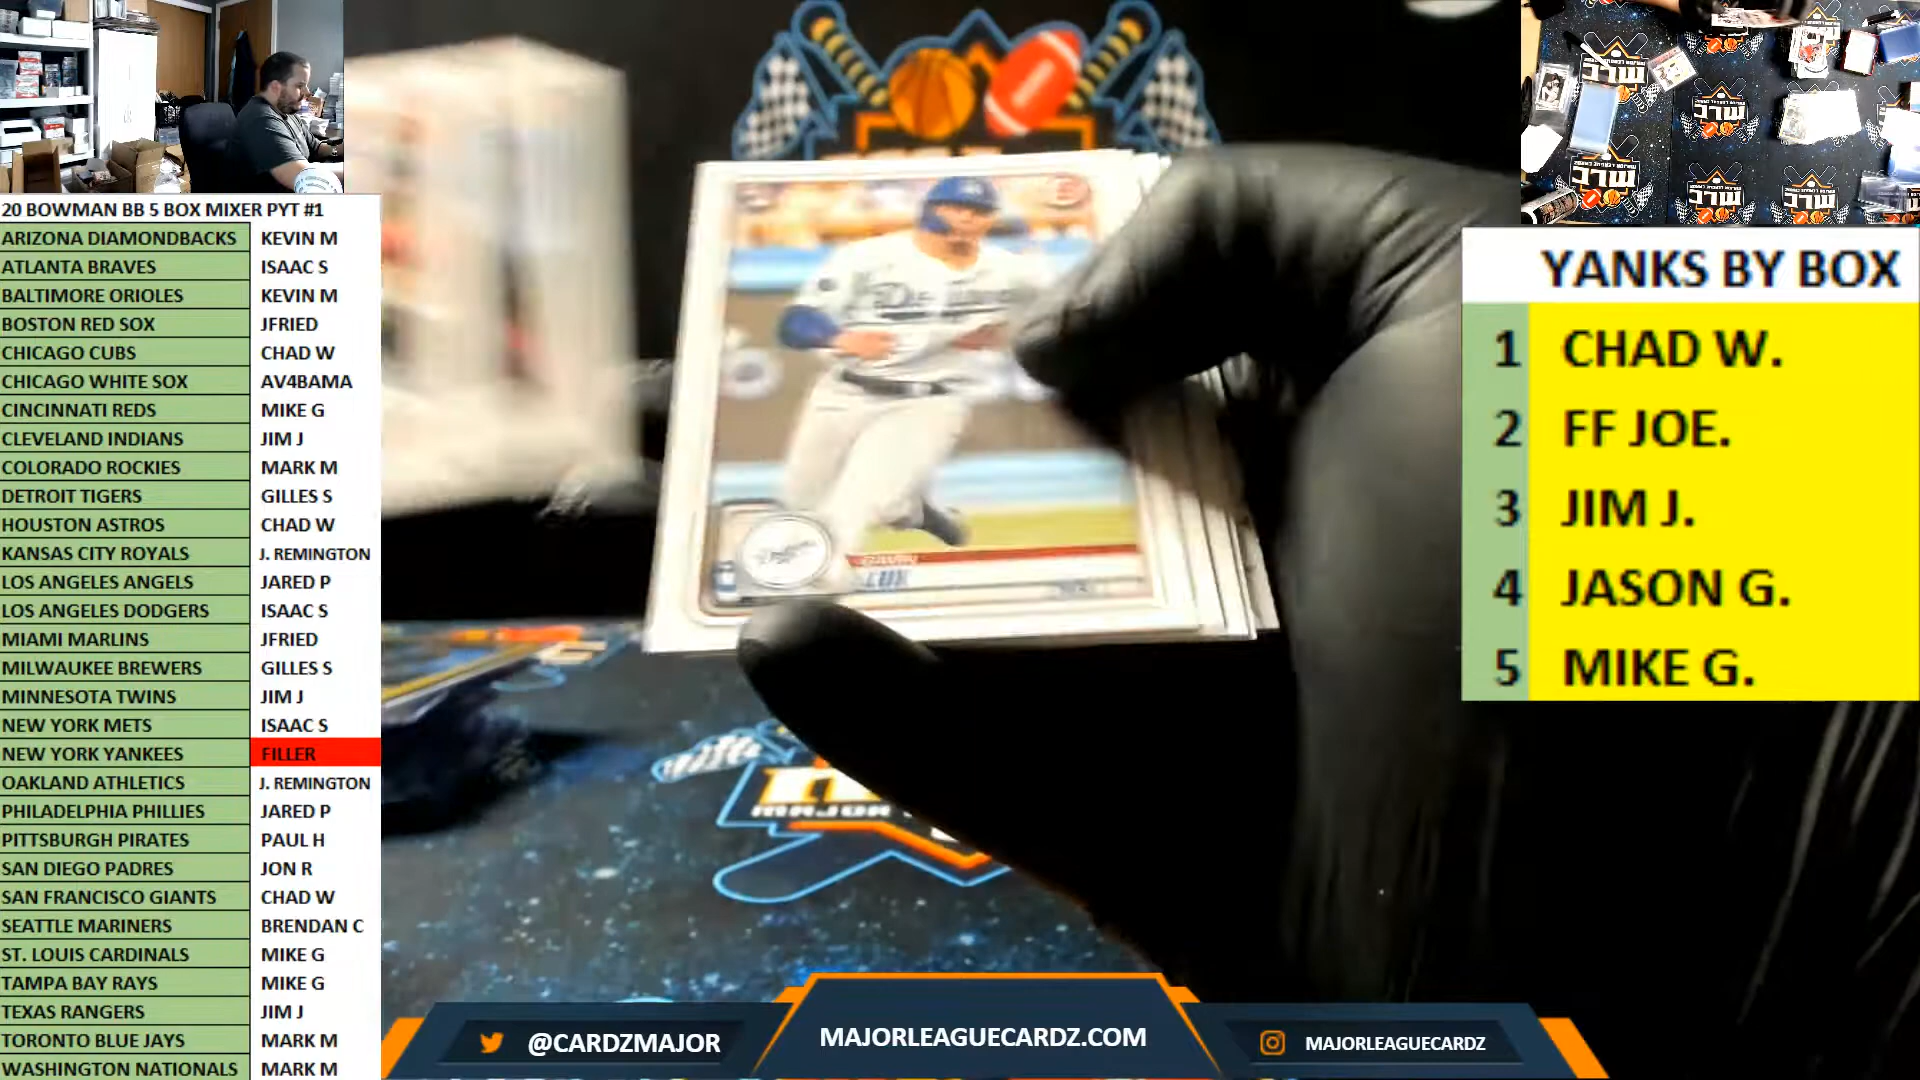 20 BOWMAN BB 5 BOX MIXER PYT #1
ARIZONA DIAMONDBACKS KEVIN M
ATLANTA BRAVES ISAAC S
BALTIMORE ORIOLES KEVIN M
BOSTON RED SOX JFRIED
CHICAGO CUBS CHAD W
CHICAGO WHITE SOX AV4BAMA
CINCINNATI REDS MIKE G
CLEVELAND INDIANS JIM J
COLORADO ROCKIES MARK M
DETROIT TIGERS GILLES S
HOUSTON ASTROS CHAD W
KANSAS CITY ROYALS J. REMINGTON
LOS ANGELES ANGELS JARED P
LOS ANGELES DODGERS ISAAC S
MIAMI MARLINS JFRIED
MILWAUKEE BREWERS GILLES S
MINNESOTA TWINS JIM J
NEW YORK METS ISAAC S
NEW YORK YANKEES FILLER
OAKLAND ATHLETICS J. REMINGTON
PHILADELPHIA PHILLIES JARED P
PITTSBURGH PIRATES PAUL H
SAN DIEGO PADRES JON R
SAN FRANCISCO GIANTS CHAD W
SEATTLE MARINERS BRENDAN C
ST. LOUIS CARDINALS MIKE G
TAMPA BAY RAYS MIKE G
TEXAS RANGERS JIM J
TORONTO BLUE JAYS MARK M
WASHINGTON NATIONALS MARK M
Dodgers
LUX
YANKS BY BOX
1 CHAD W.
2 FF JOE.
3 JIM J.
4 JASON G.
5 MIKE G.
@CARDZMAJOR
MAJORLEAGUECARDZ.COM
MAJORLEAGUECARDZ